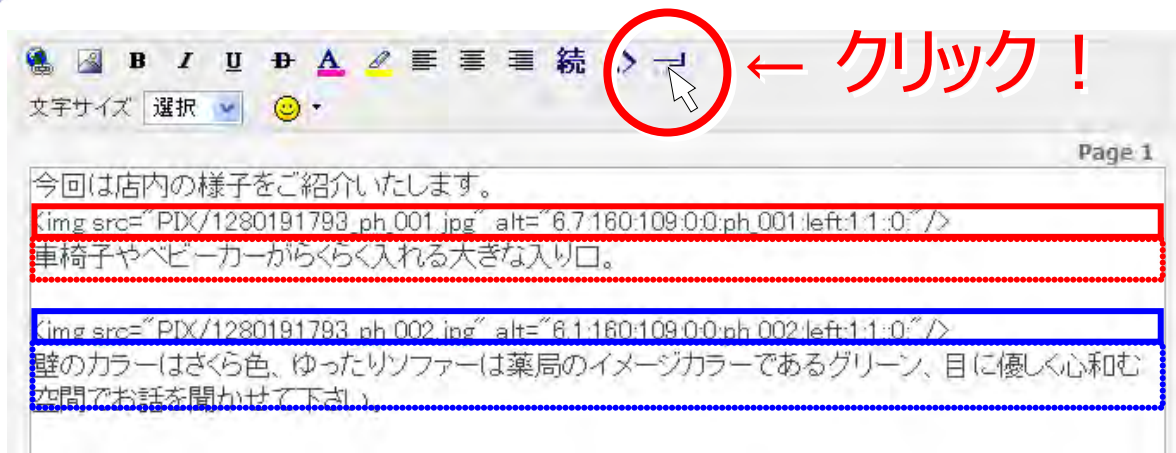 B I U D A 続
← クリック！
文字サイズ 選択
Page 1
今回は店内の様子をご紹介いたします。
<img src="PIX/1280191793_ph_001.jpg" alt="6:7:160:109:0:0:ph_001:left:1:1::0:"/>
車椅子やベビーカーがらくらく入れる大きな入り口。
<img src="PIX/1280191793_ph_002.jpg" alt="6:1:160:109:0:0:ph_002:left:1:1::0:"/>
壁のカラーはさくら色、ゆったりソファーは薬局のイメージカラーであるグリーン、目に優しく心和む
空間でお話を聞かせて下さい。